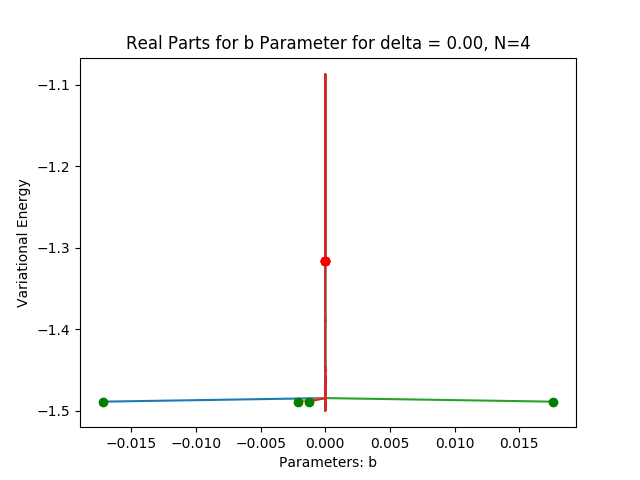 Real Parts for b Parameter for delta = 0.00, N=4
Variational Energy
−1.1
−1.2
−1.3
−1.4
−1.5
−0.015 −0.010 −0.005 0.000 0.005 0.010 0.015
Parameters: b